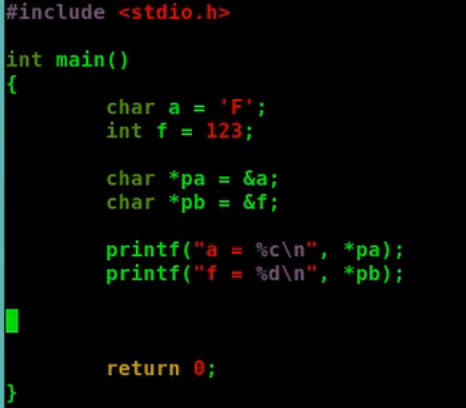 #include <stdio.h>
int main()
{
char a = 'F';
int f = 123;
char *pa = &a;
char *pb = &f;
printf("a = %c\n", *pa);
printf("f = %d\n", *pb);
return 0;
}